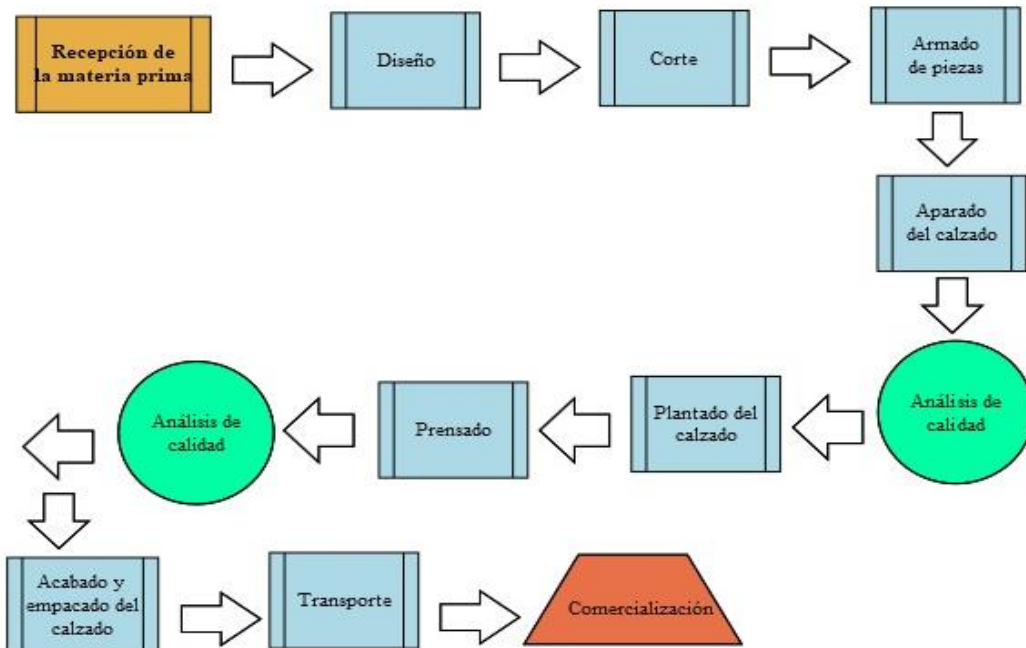 Recepción de
la materia prima
Diseño
Corte
Armado
de piezas
Aparado
del calzado
Análisis de
calidad
Plantado del
calzado
Prensado
Análisis de
calidad
Acabado y
empacado del
calzado
Transporte
Comercialización